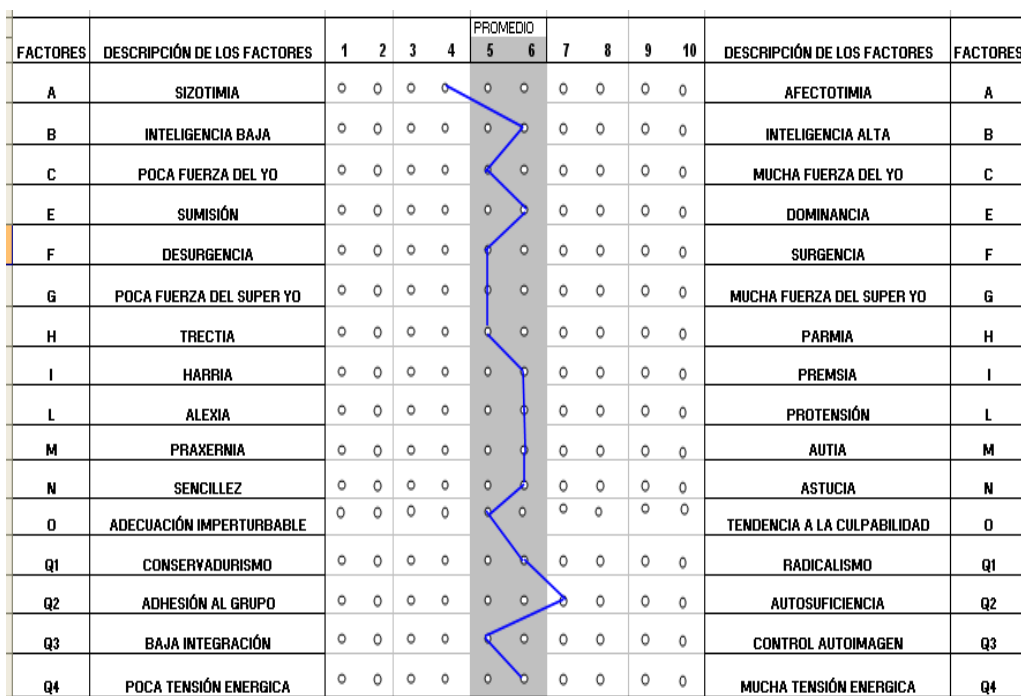 PROMEDIO
FACTORES DESCRIPCIÓN DE LOS FACTORES 1 2 3 4 5 6 7 8 9 10 DESCRIPCIÓN DE LOS FACTORES FACTORES
A SIZOTIMIA AFECTOTIMIA A
B INTELIGENCIA BAJA INTELIGENCIA ALTA B
C POCA FUERZA DEL YO MUCHA FUERZA DEL YO C
E SUMISIÓN DOMINANCIA E
F DESURGENCIA SURGENCIA F
G POCA FUERZA DEL SUPER YO MUCHA FUERZA DEL SUPER YO G
H TRECTIA PARMIA H
I HARRIA PREMSIA I
L ALEXIA PROTENSIÓN L
M PRAXERNIA AUTIA M
N SENCILLEZ ASTUCIA N
O ADECUACIÓN IMPERTURBABLE TENDENCIA A LA CULPABILIDAD O
Q1 CONSERVADURISMO RADICALISMO Q1
Q2 ADHESIÓN AL GRUPO AUTOSUFICIENCIA Q2
Q3 BAJA INTEGRACIÓN CONTROL AUTOIMAGEN Q3
Q4 POCA TENSIÓN ENERGICA MUCHA TENSIÓN ENERGICA Q4